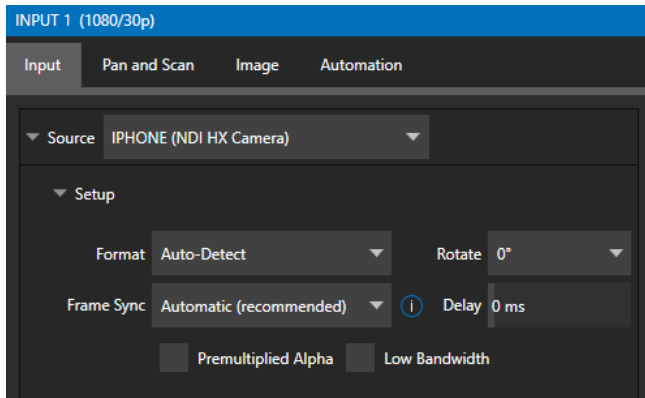 INPUT 1 (1080/30p)
Input Pan and Scan Image Automation
Source IPHONE (NDI HX Camera)
Setup
Format Auto-Detect Rotate 0°
Frame Sync Automatic (recommended) i Delay 0 ms
Premultiplied Alpha Low Bandwidth